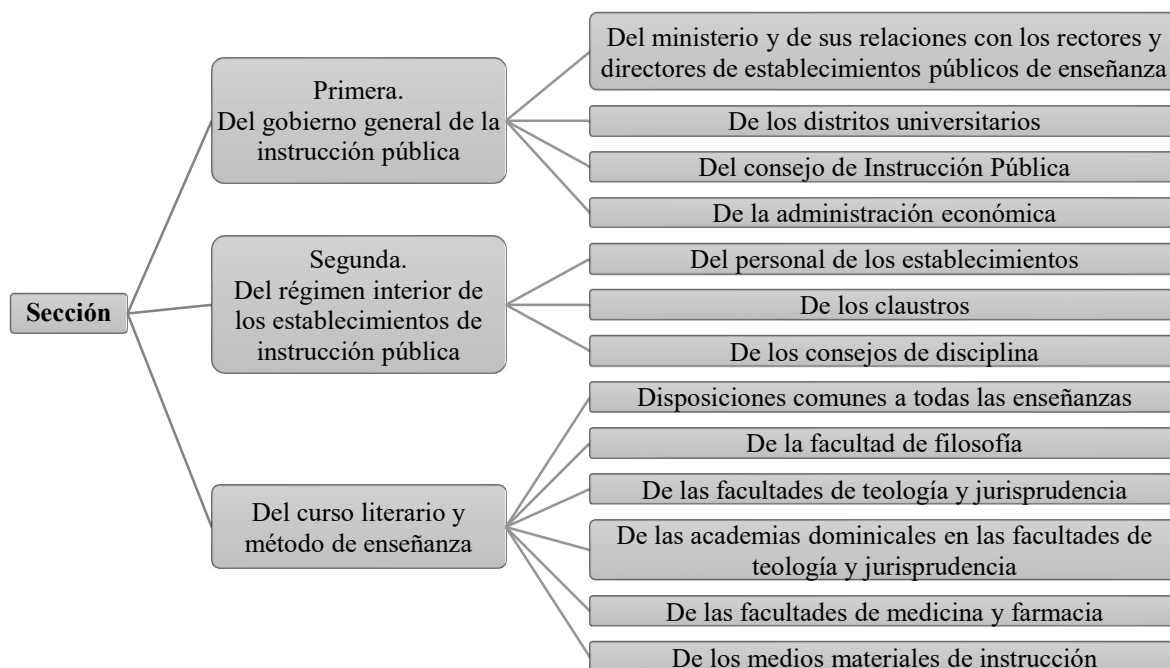 Sección
Primera.
Del gobierno general de la
instrucción pública
Del ministerio y de sus relaciones con los rectores y
directores de establecimientos públicos de enseñanza
De los distritos universitarios
Del consejo de Instrucción Pública
De la administración económica
Segunda.
Del régimen interior de
los establecimientos de
instrucción pública
Del personal de los establecimientos
De los claustros
De los consejos de disciplina
Del curso literario y
método de enseñanza
Disposiciones comunes a todas las enseñanzas
De la facultad de filosofía
De las facultades de teología y jurisprudencia
De las academias dominicales en las facultades de
teología y jurisprudencia
De las facultades de medicina y farmacia
De los medios materiales de instrucción